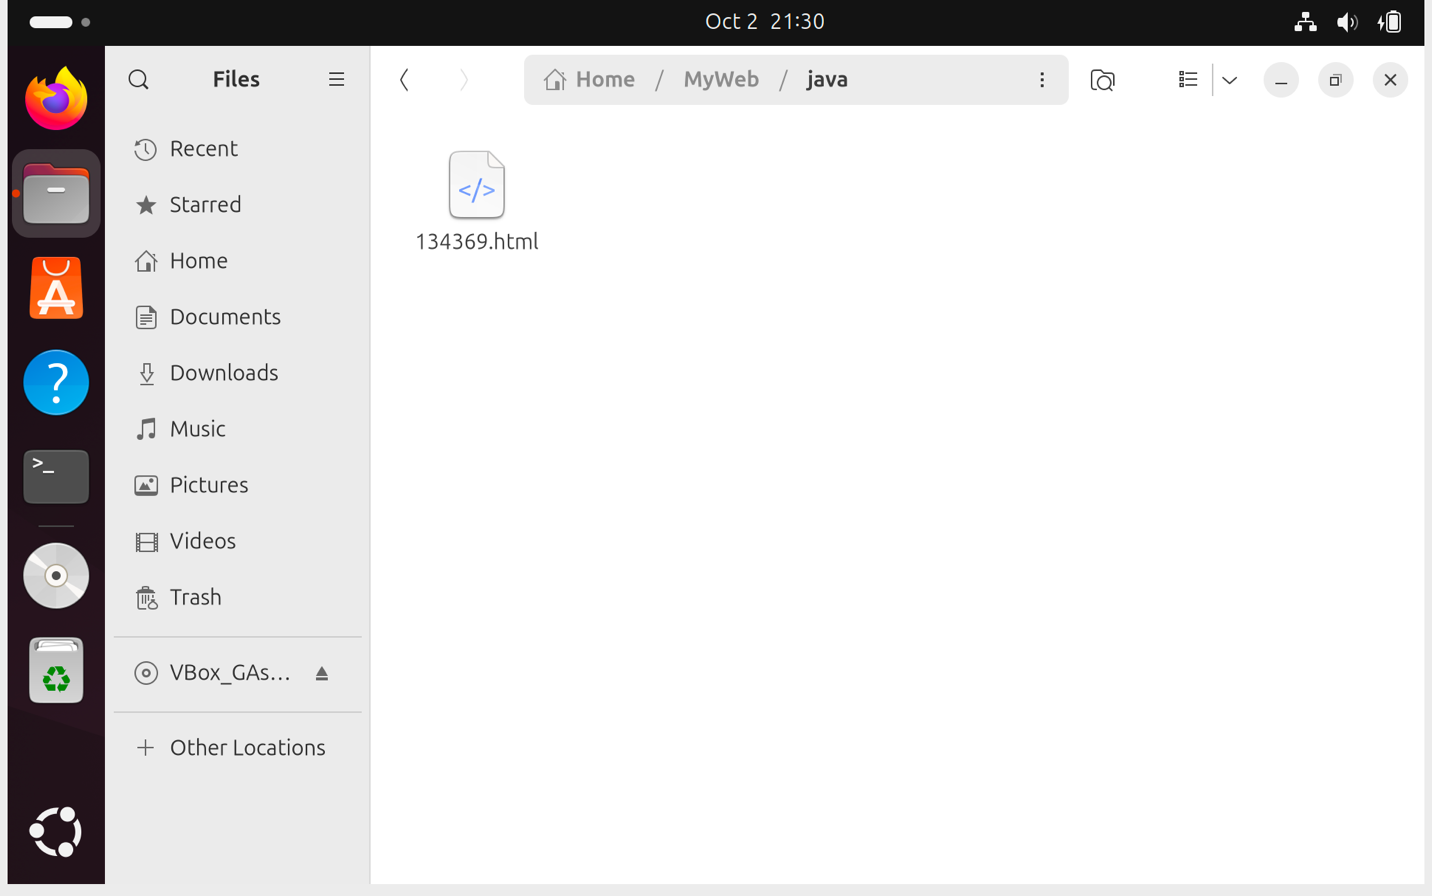 Oct 2 21:30
Files
Home / MyWeb / java
Recent
Starred
Home
Documents
Downloads
Music
Pictures
Videos
Trash
VBox_GAs...
Other Locations
</>
134369.html
A
?
>_